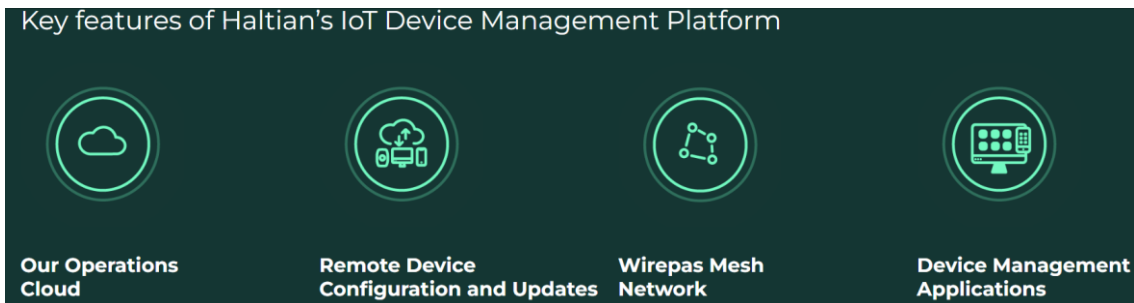 Key features of Haltian’s IoT Device Management Platform
Our Operations
Cloud
Remote Device
Configuration and Updates
Wirepas Mesh
Network
Device Management
Applications